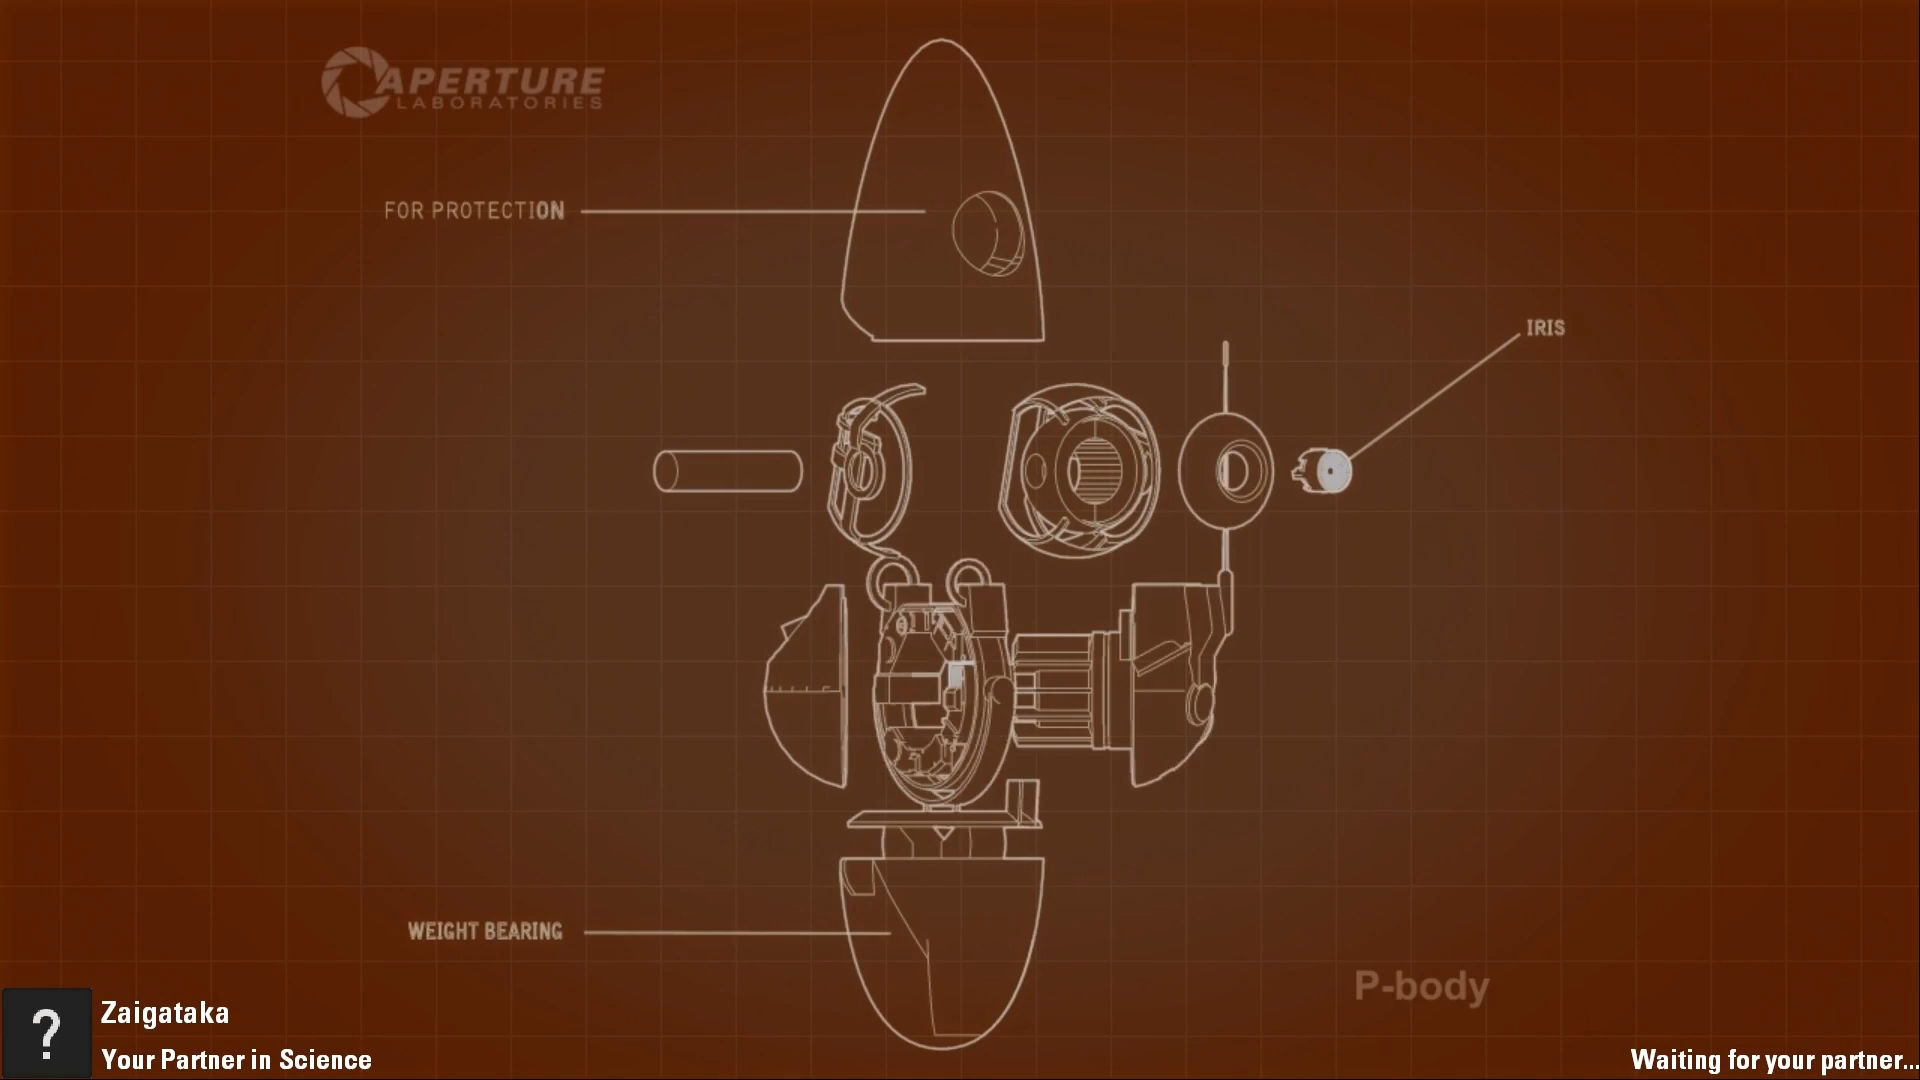 APERTURE
LABORATORIES
FOR PROTECTION
IRIS
WEIGHT BEARING
P-body
?
Zaigataka
Your Partner in Science
Waiting for your partner...